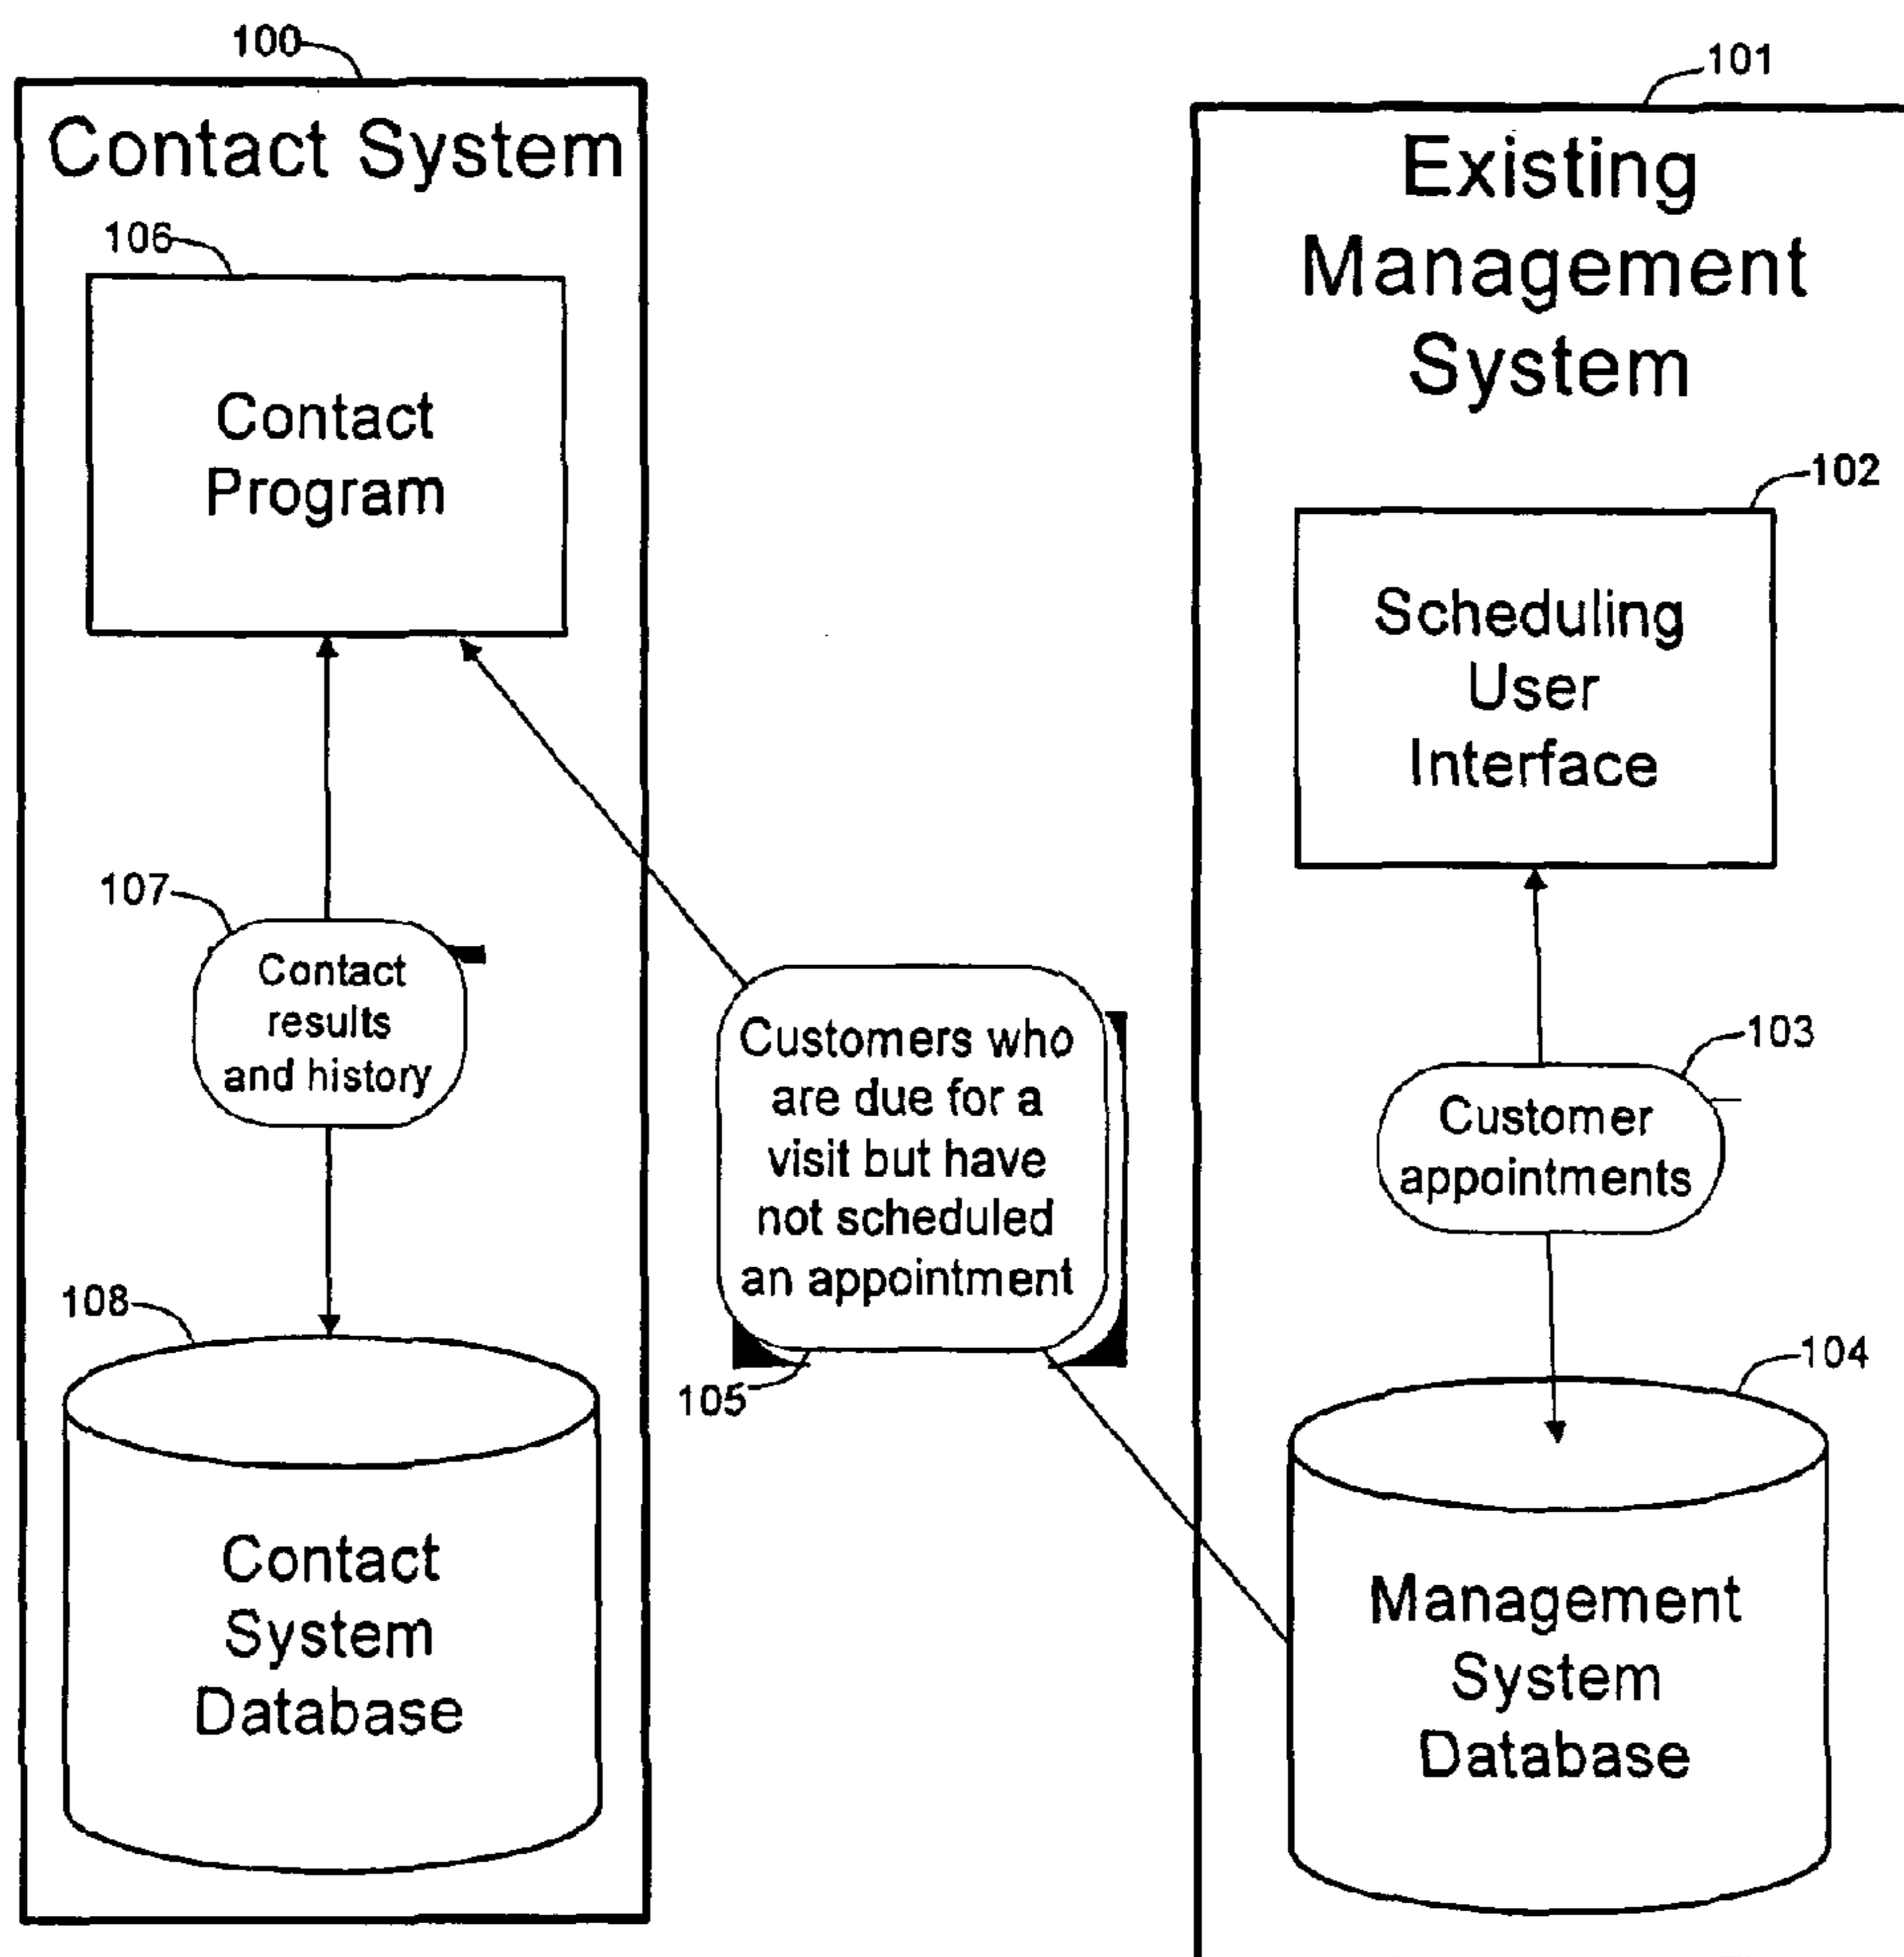 100
Contact System
106
Contact
Program
107
Contact
results
and history
108
Contact
System
Database
Customers who
are due for a
visit but have
not scheduled
an appointment
105
101
Existing
Management
System
102
Scheduling
User
Interface
103
Customer
appointments
104
Management
System
Database